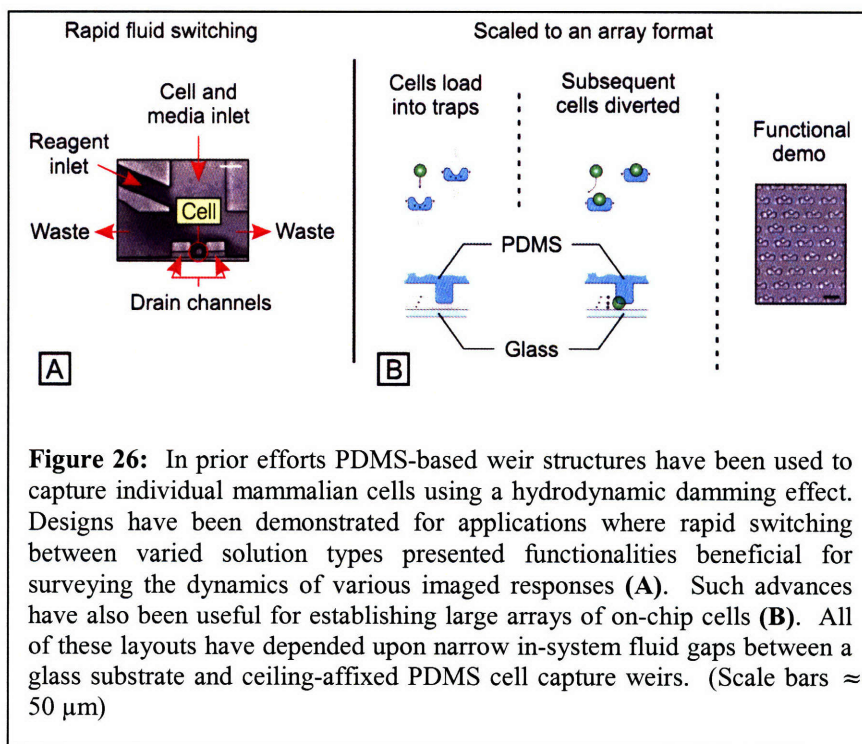 Rapid fluid switching
Cell and
media inlet
Reagent
inlet
Cell
Waste
Waste
Drain channels
A
Scaled to an array format
Cells load
into traps
Subsequent
cells diverted
Functional
demo
PDMS
Glass
B
Figure 26: In prior efforts PDMS-based weir structures have been used to
capture individual mammalian cells using a hydrodynamic damming effect.
Designs have been demonstrated for applications where rapid switching
between varied solution types presented functionalities beneficial for
surveying the dynamics of various imaged responses (A). Such advances
have also been useful for establishing large arrays of on-chip cells (B). All
of these layouts have depended upon narrow in-system fluid gaps between a
glass substrate and ceiling-affixed PDMS cell capture weirs. (Scale bars ≈
50 µm)